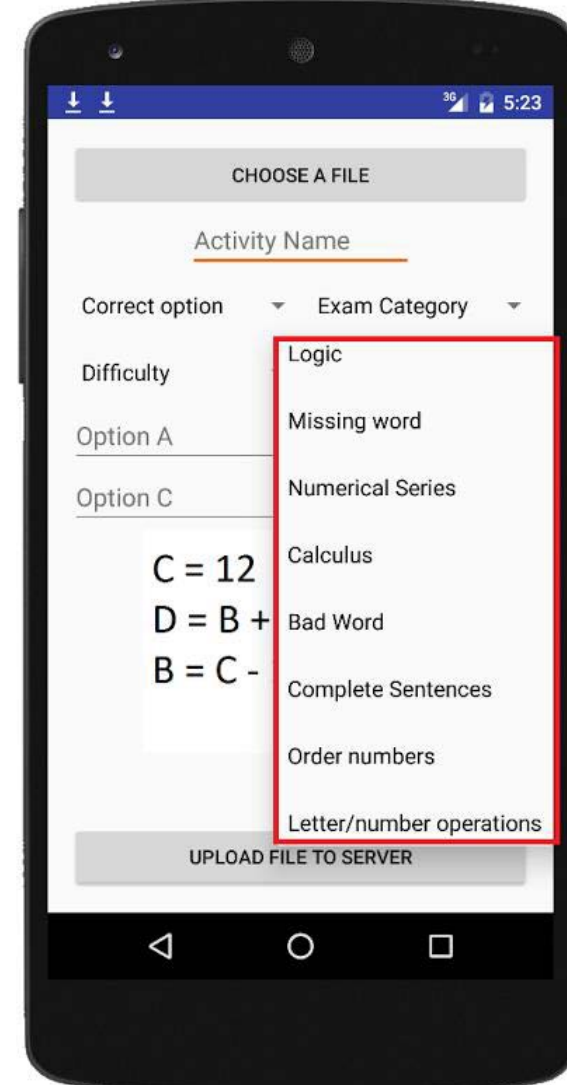 3G 5:23
CHOOSE A FILE
Activity Name
Correct option Exam Category
Difficulty
Option A
Option C
Logic
Missing word
Numerical Series
Calculus
Bad Word
Complete Sentences
Order numbers
Letter/number operations
C = 12
D = B +
B = C -
UPLOAD FILE TO SERVER